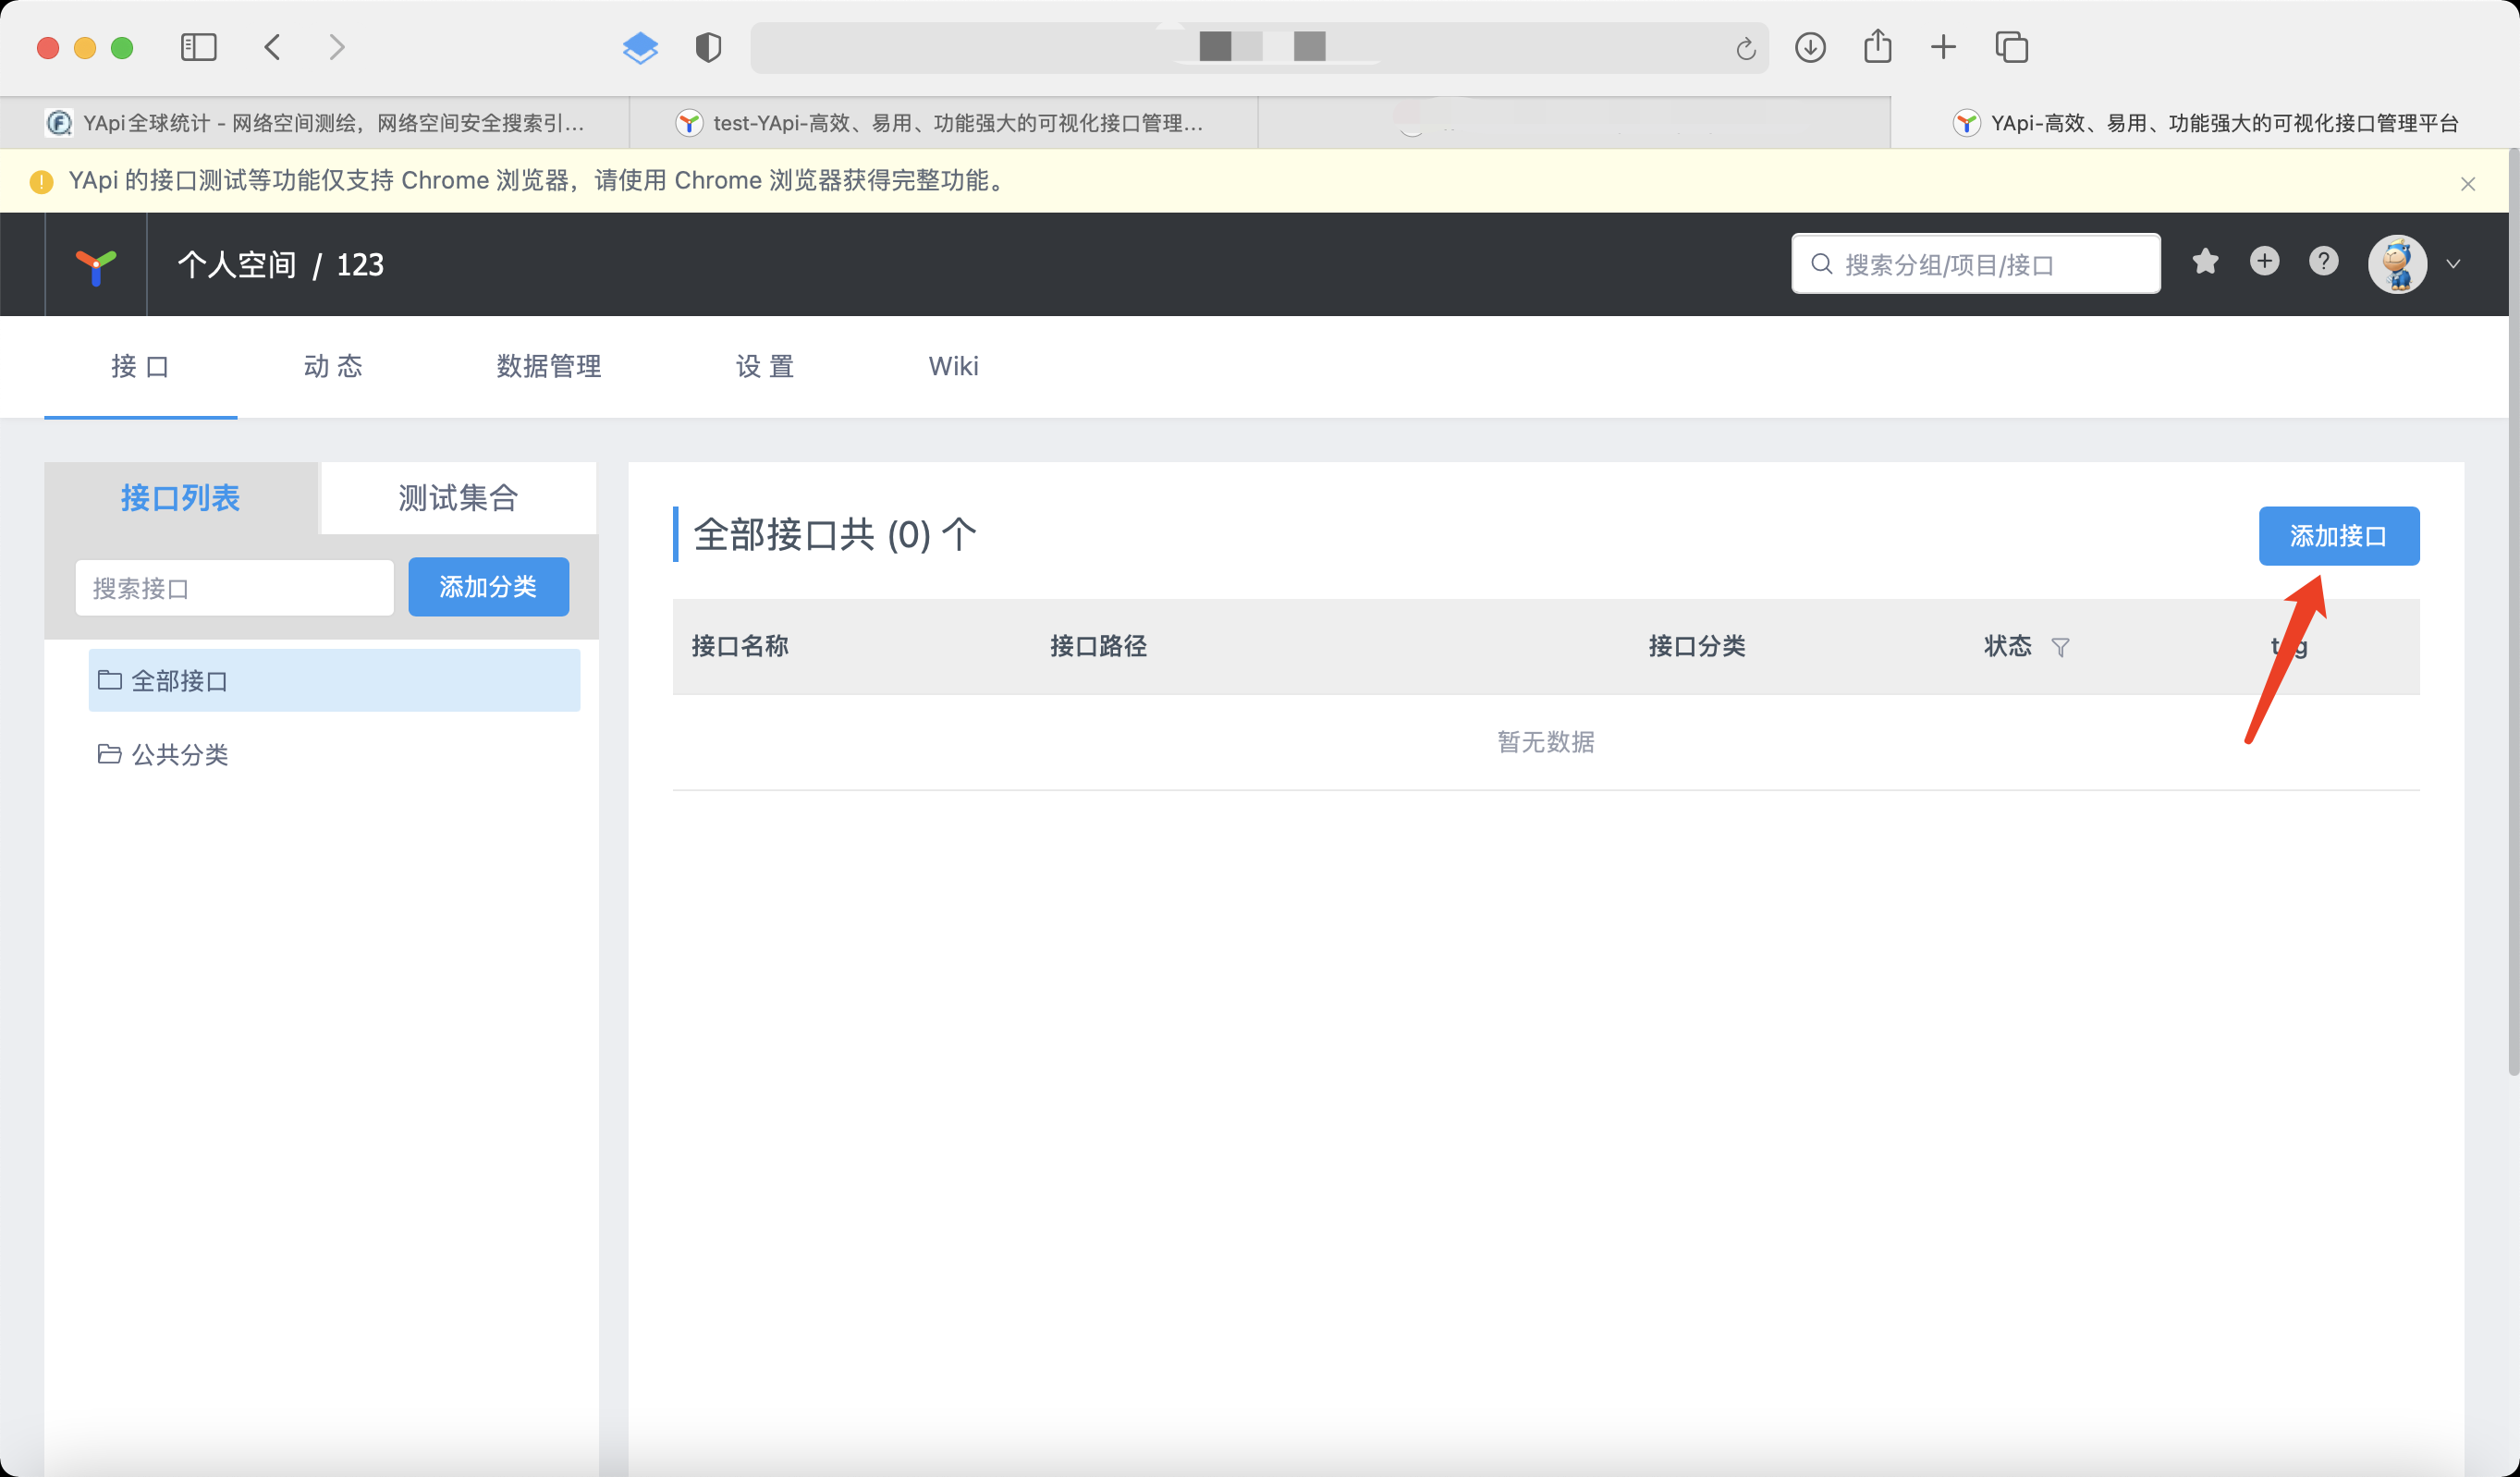 YApi全球统计 - 网络空间测绘，网络空间安全搜索引...
test-YApi-高效、易用、功能强大的可视化接口管理...
YApi-高效、易用、功能强大的可视化接口管理平台
YApi 的接口测试等功能仅支持 Chrome 浏览器，请使用 Chrome 浏览器获得完整功能。
个人空间 / 123
搜索分组/项目/接口
接 口
动 态
数据管理
设 置
Wiki
接口列表
测试集合
搜索接口
添加分类
全部接口
公共分类
全部接口共 (0) 个
添加接口
接口名称
接口路径
接口分类
状态
暂无数据